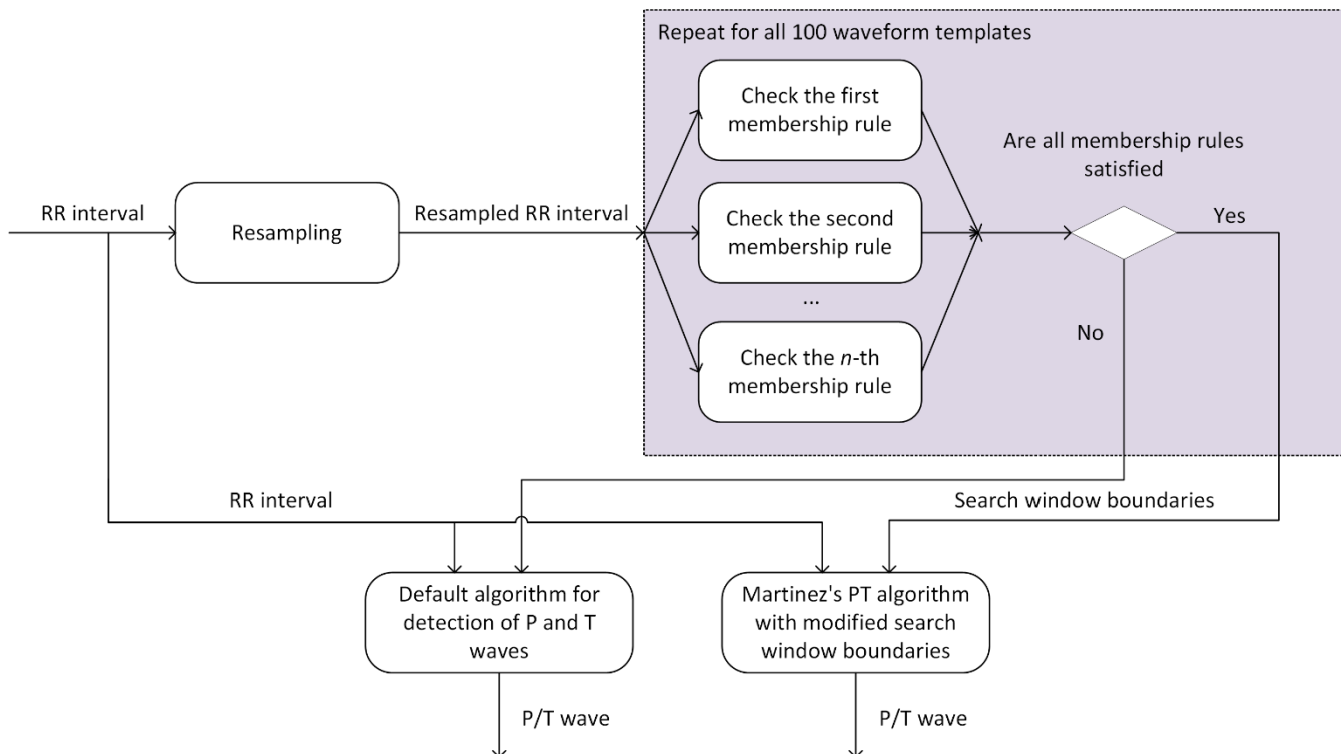 Repeat for all 100 waveform templates
Check the first
membership rule
Are all membership rules
satisfied
RR interval
Resampling
Resampled RR interval
Check the second
membership rule
Yes
...
No
Check the n-th
membership rule
RR interval
Search window boundaries
Default algorithm for
detection of P and T
waves
Martinez's PT algorithm
with modified search
window boundaries
P/T wave
P/T wave